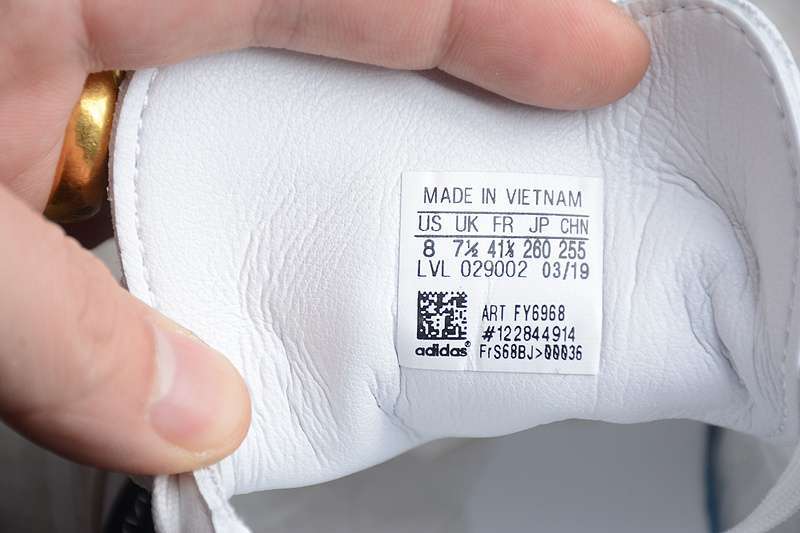 MADE IN VIETNAM
US UK FR JP CHN
8 7½ 41⅓ 260 255
LVL 029002 03/19
ART FY6968
#122844914
adidas® FrS68BJ>00036